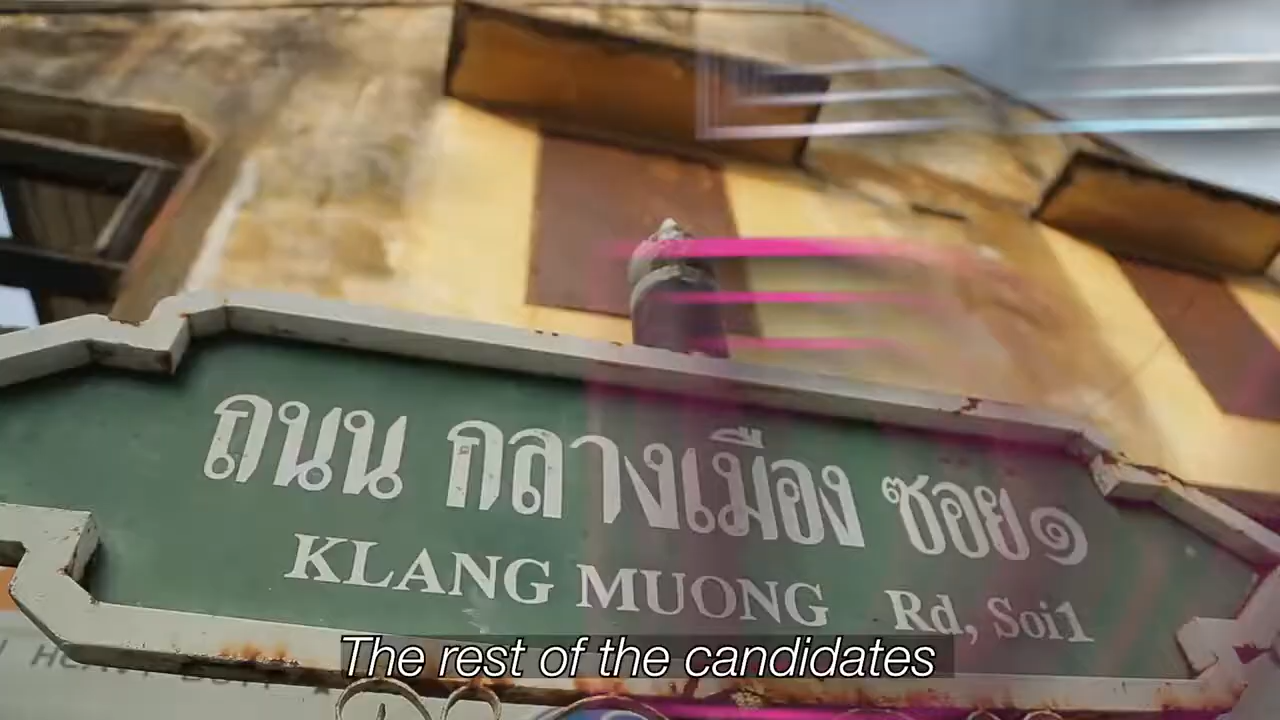 ถนน กลางเมือง ซอย๑
KLANG MUONG Rd, Soi1
The rest of the candidates